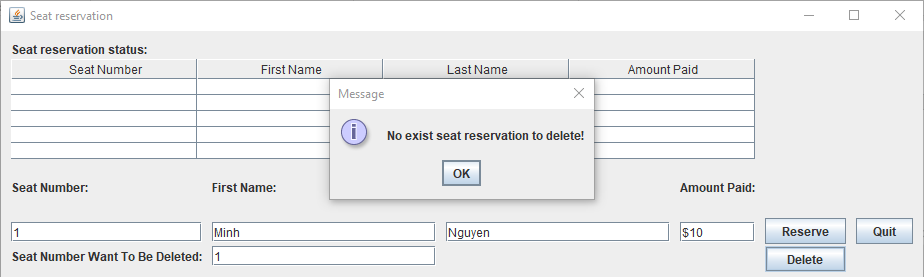 Seat reservation
Seat reservation status:
Seat Number First Name Last Name Amount Paid
Message
No exist seat reservation to delete!
OK
Seat Number: First Name: Amount Paid:
1 Minh Nguyen $10 Reserve Quit
Seat Number Want To Be Deleted: 1 Delete